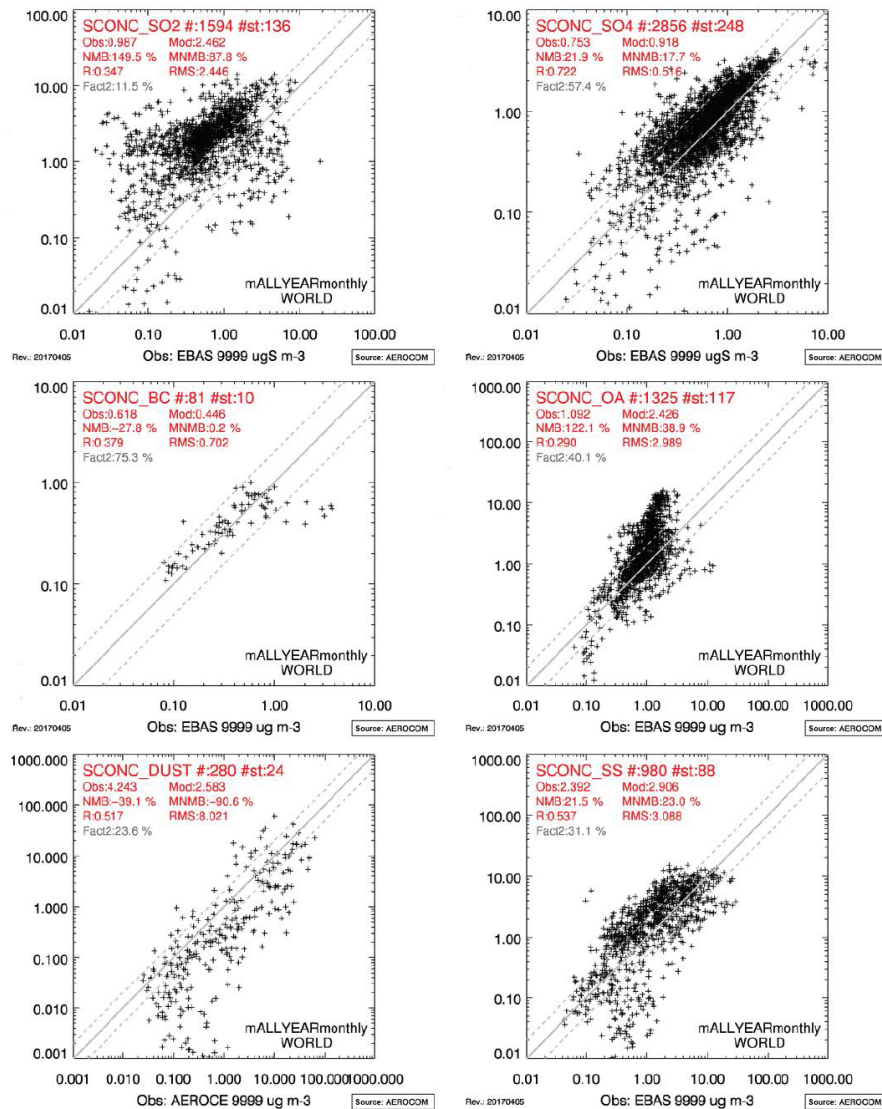 SCONC_SO2 #:1594 #st:136
Obs:0.987 Mod:2.462
NMB:149.5 % MNMB:87.8 %
R:0.347 RMS:2.446
Fact2:11.5 %
100.00
10.00
1.00
0.10
0.01
mALLYEARmonthly
WORLD
0.01 0.10 1.00 10.00 100.00
Rev.: 20170405 Obs: EBAS 9999 ugS m-3 Source: AEROCOM
SCONC_SO4 #:2856 #st:248
Obs:0.753 Mod:0.918
NMB:21.9 % MNMB:17.7 %
R:0.722 RMS:0.516
Fact2:57.4 %
10.00
1.00
0.10
0.01
mALLYEARmonthly
WORLD
0.01 0.10 1.00 10.00
Rev.: 20170405 Obs: EBAS 9999 ugS m-3 Source: AEROCOM
SCONC_BC #:81 #st:10
Obs:0.618 Mod:0.446
NMB:-27.8 % MNMB:0.2 %
R:0.379 RMS:0.702
Fact2:75.3 %
10.00
1.00
0.10
0.01
mALLYEARmonthly
WORLD
0.01 0.10 1.00 10.00
Rev.: 20170405 Obs: EBAS 9999 ug m-3 Source: AEROCOM
SCONC_OA #:1325 #st:117
Obs:1.092 Mod:2.426
NMB:122.1 % MNMB:38.9 %
R:0.290 RMS:2.989
Fact2:40.1 %
1000.00
100.00
10.00
1.00
0.10
0.01
mALLYEARmonthly
WORLD
0.01 0.10 1.00 10.00 100.00 1000.00
Rev.: 20170405 Obs: EBAS 9999 ug m-3 Source: AEROCOM
SCONC_DUST #:280 #st:24
Obs:4.243 Mod:2.583
NMB:-39.1 % MNMB:-90.6 %
R:0.517 RMS:8.021
Fact2:23.6 %
1000.000
100.000
10.000
1.000
0.100
0.010
0.001
mALLYEARmonthly
WORLD
0.001 0.010 0.100 1.000 10.000 100.0001000.000
Obs: AEROCE 9999 ug m-3 Source: AEROCOM
SCONC_SS #:980 #st:88
Obs:2.392 Mod:2.906
NMB:21.5 % MNMB:23.0 %
R:0.537 RMS:3.088
Fact2:31.1 %
100.00
10.00
1.00
0.10
0.01
mALLYEARmonthly
WORLD
0.01 0.10 1.00 10.00 100.00
Rev.: 20170405 Obs: EBAS 9999 ug m-3 Source: AEROCOM